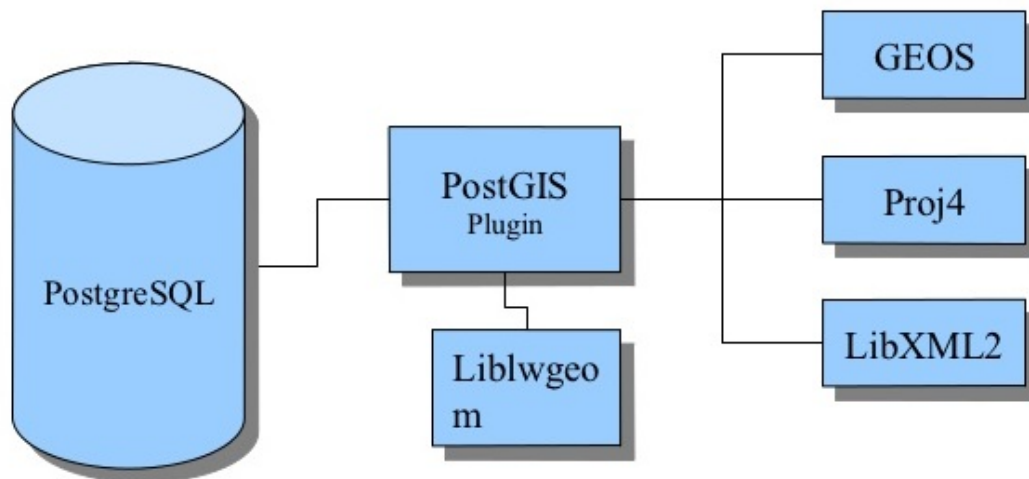 PostgreSQL
PostGIS
Plugin
Liblwgeo
m
GEOS
Proj4
LibXML2